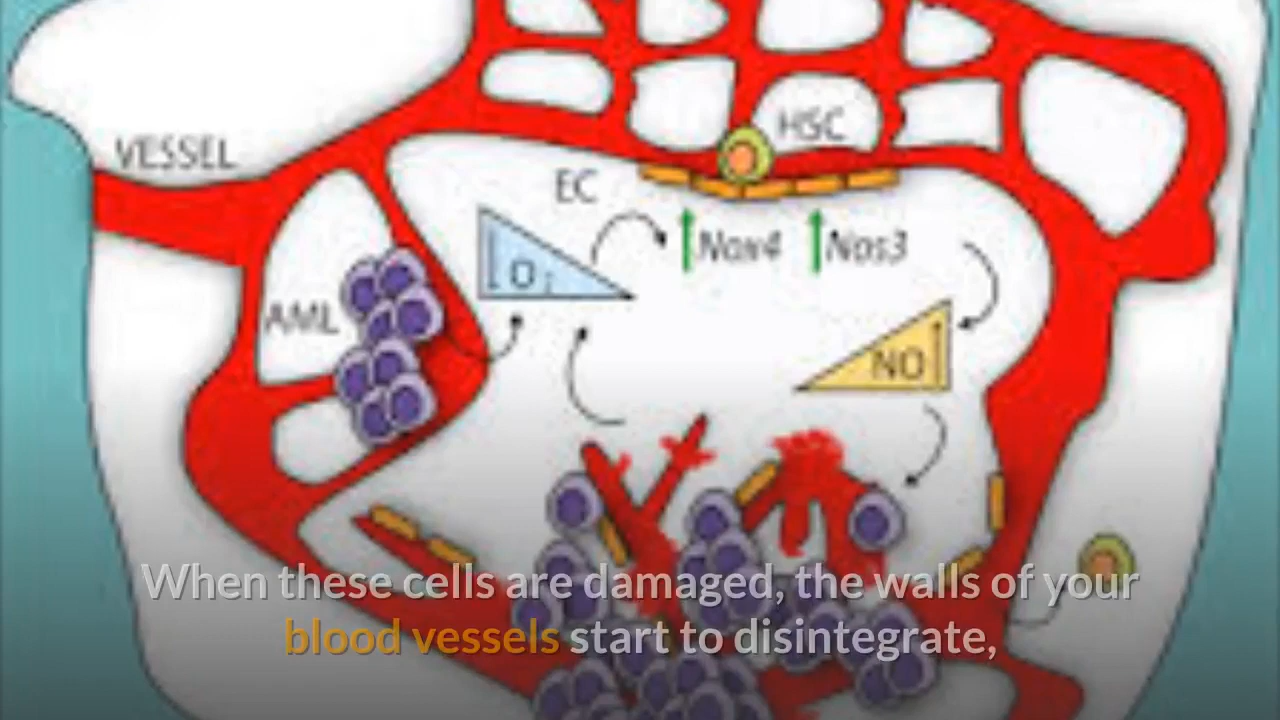 HSC
VESSEL
EC
Nox4
Nos3
O₂
AML
NO
When these cells are damaged, the walls of your
blood vessels start to disintegrate,